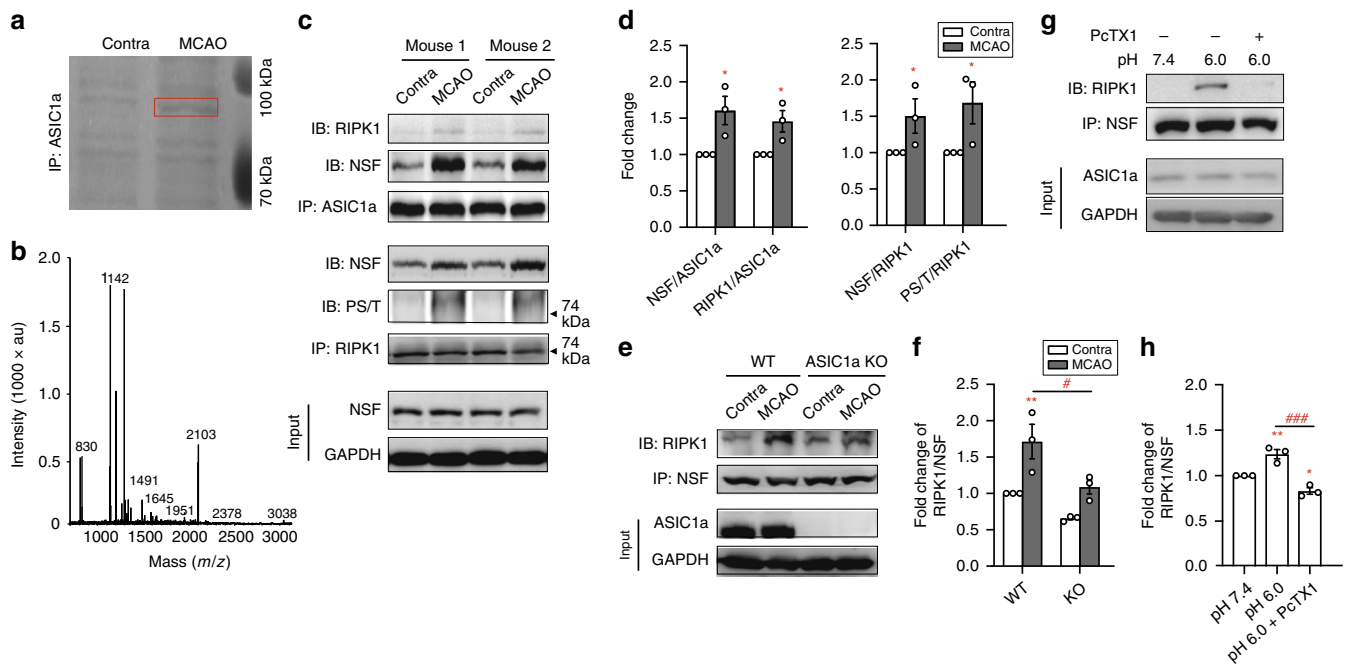 a
Contra
MCAO
IP: ASIC1a
100 kDa
70 kDa
b
Intensity (1000 × au)
2.0
1.5
1.0
0.5
0
1142
830
1491
1645
1951
2103
2378
3038
1000 1500 2000 2500 3000
Mass (m/z)
c
Mouse 1
Mouse 2
Contra
MCAO
Contra
MCAO
IB: RIPK1
IB: NSF
IP: ASIC1a
IB: NSF
IB: PS/T
74
kDa
IP: RIPK1
74
kDa
Input
NSF
GAPDH
d
Contra
MCAO
Fold change
2.5
2.0
1.5
1.0
0.5
0.0
*
*
NSF/ASIC1a
RIPK1/ASIC1a
2.5
2.0
1.5
1.0
0.5
0.0
*
*
NSF/RIPK1
PS/T/RIPK1
e
WT
ASIC1a KO
Contra
MCAO
Contra
MCAO
IB: RIPK1
IP: NSF
Input
ASIC1a
GAPDH
f
Contra
MCAO
Fold change of
RIPK1/NSF
2.5
2.0
1.5
1.0
0.5
0.0
**
#
WT
KO
g
PcTX1 – – +
pH 7.4 6.0 6.0
IB: RIPK1
IP: NSF
Input
ASIC1a
GAPDH
h
Fold change of
RIPK1/NSF
2.0
1.5
1.0
0.5
0.0
**
###
*
pH 7.4
pH 6.0
pH 6.0 + PcTX1